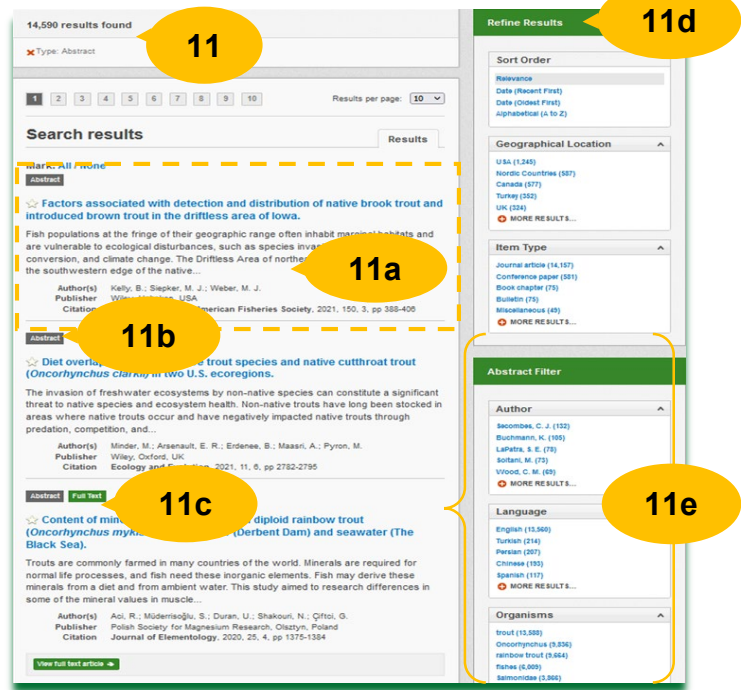 14,590 results found
11
Type: Abstract
1 2 3 4 5 6 7 8 9 10
Results per page: 10
Search results
Results
Mark: All / None
Abstract
Factors associated with detection and distribution of native brook trout and
introduced brown trout in the driftless area of Iowa.
Fish populations at the fringe of their geographic range often inhabit marginal habitats and
are vulnerable to ecological disturbances, such as species
conversion, and climate change. The Driftless Area of
the southwestern edge of the native...
11a
Author(s) Kelly, B.; Siepker, M. J.; Weber, M. J.
Publisher USA
Citation American Fisheries Society, 2021, 150, 3, pp 388-406
Abstract
11b
Diet trout species and native cutthroat trout
(Oncorhynchus in two U.S. ecoregions.
The invasion of freshwater ecosystems by non-native species can constitute a significant
threat to native species and ecosystem health. Non-native trouts have long been stocked in
areas where native trouts occur and have negatively impacted native trouts through
predation, competition, and...
Author(s) Minder, M.; Arsenault, E. R.; Erdenee, B.; Maasri, A.; Pyron, M.
Publisher Wiley, Oxford, UK
Citation Ecology and 2021, 11, 6, pp 2782-2795
Abstract Full Text
11c
Content of diploid rainbow trout
(Oncorhynchus (Derbent Dam) and seawater (The
Black Sea).
Trouts are commonly farmed in many countries of the world. Minerals are required for
normal life processes, and fish need these inorganic elements. Fish may derive these
minerals from a diet and from ambient water. This study aimed to research differences in
some of the mineral values in muscle...
Author(s) Aoi, R.; Müderrisoğlu, S.; Duran, U.; Shakouri, N.; Çiftci, G.
Publisher Polish Society for Magnesium Research, Olsztyn, Poland
Citation Journal of Elementology, 2020, 25, 4, pp 1375-1384
View full text article
Refine Results
11d
Sort Order
Relevance
Date (Recent First)
Date (Oldest First)
Alphabetical (A to Z)
Geographical Location
USA (1,245)
Nordic Countries (587)
Canada (577)
Turkey (352)
UK (324)
MORE RESULTS...
Item Type
Journal article (14,157)
Conference paper (581)
Book chapter (75)
Bulletin (75)
Miscellaneous (49)
MORE RESULTS...
Abstract Filter
Author
Secombes, C. J. (132)
Buchmann, K. (105)
LaPatra, S. E. (78)
Soltani, M. (73)
Wood, C. M. (69)
MORE RESULTS...
11e
Language
English (13,560)
Turkish (214)
Persian (207)
Chinese (193)
Spanish (117)
MORE RESULTS...
Organisms
trout (13,588)
Oncorhynchus (9,836)
rainbow trout (9,664)
fishes (6,009)
Salmonidae (3,866)